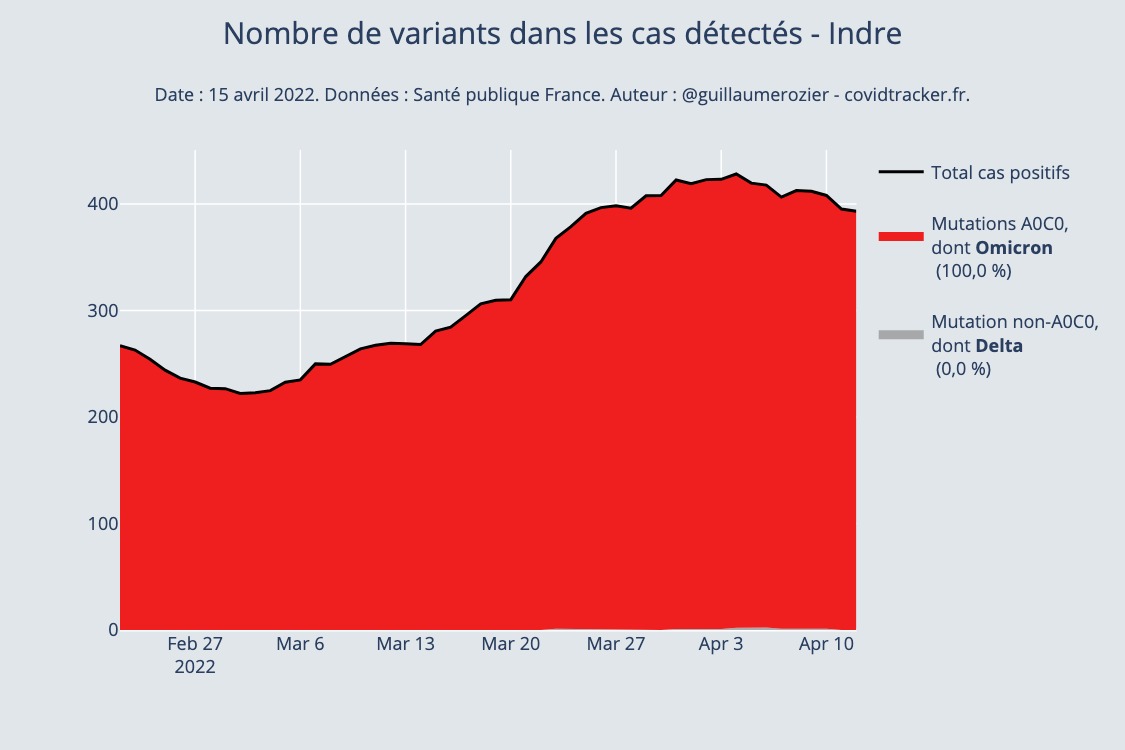 Nombre de variants dans les cas détectés - Indre
Date : 15 avril 2022. Données : Santé publique France. Auteur : @guillaumerozier - covidtracker.fr.
Total cas positifs
Mutations A0C0,
dont Omicron
(100,0 %)
Mutation non-A0C0,
dont Delta
(0,0 %)
400
300
200
100
0
Feb 27 Mar 6 Mar 13 Mar 20 Mar 27 Apr 3 Apr 10
2022